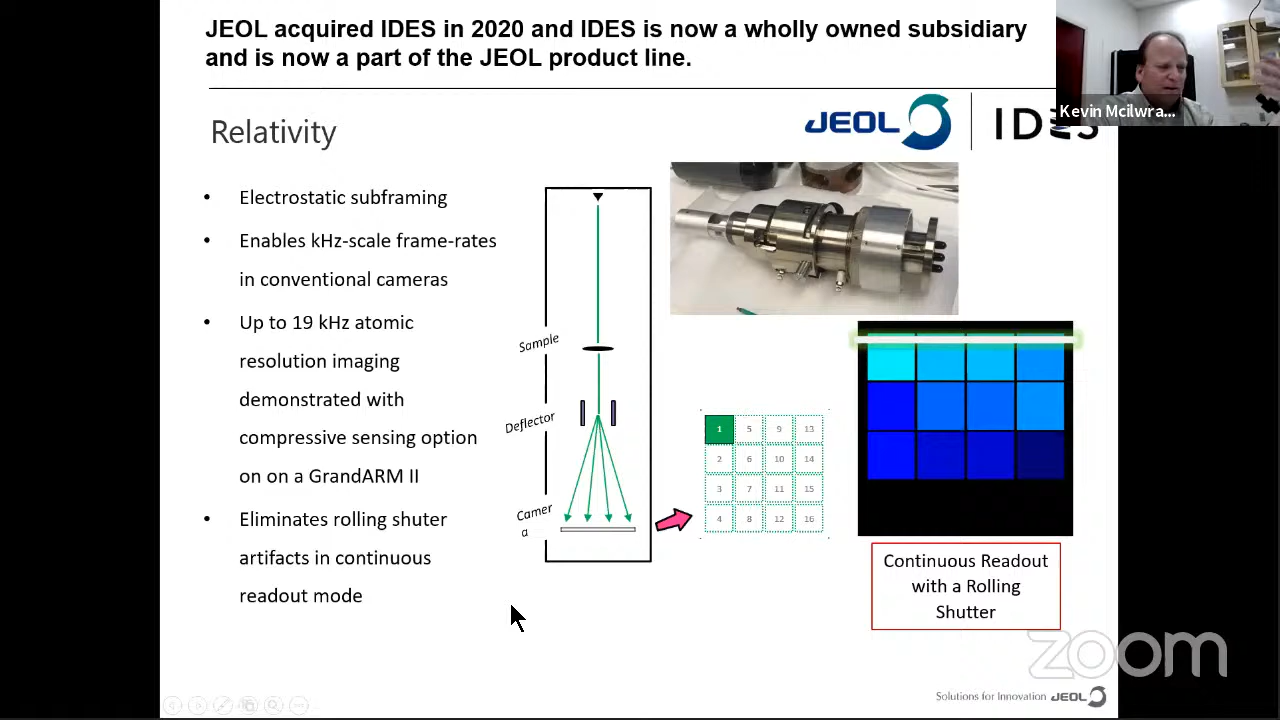 JEOL acquired IDES in 2020 and IDES is now a wholly owned subsidiary
and is now a part of the JEOL product line.
Kevin Mcilwra...
JEOL
IDES
Relativity
• Electrostatic subframing
• Enables kHz-scale frame-rates
in conventional cameras
• Up to 19 kHz atomic
resolution imaging
demonstrated with
compressive sensing option
on on a GrandARM II
• Eliminates rolling shuter
artifacts in continuous
readout mode
Sample
Deflector
Camer
a
1 5 9 13
2 6 10 14
3 7 11 15
4 8 12 16
Continuous Readout
with a Rolling
Shutter
zoom
Solutions for Innovation JEOL